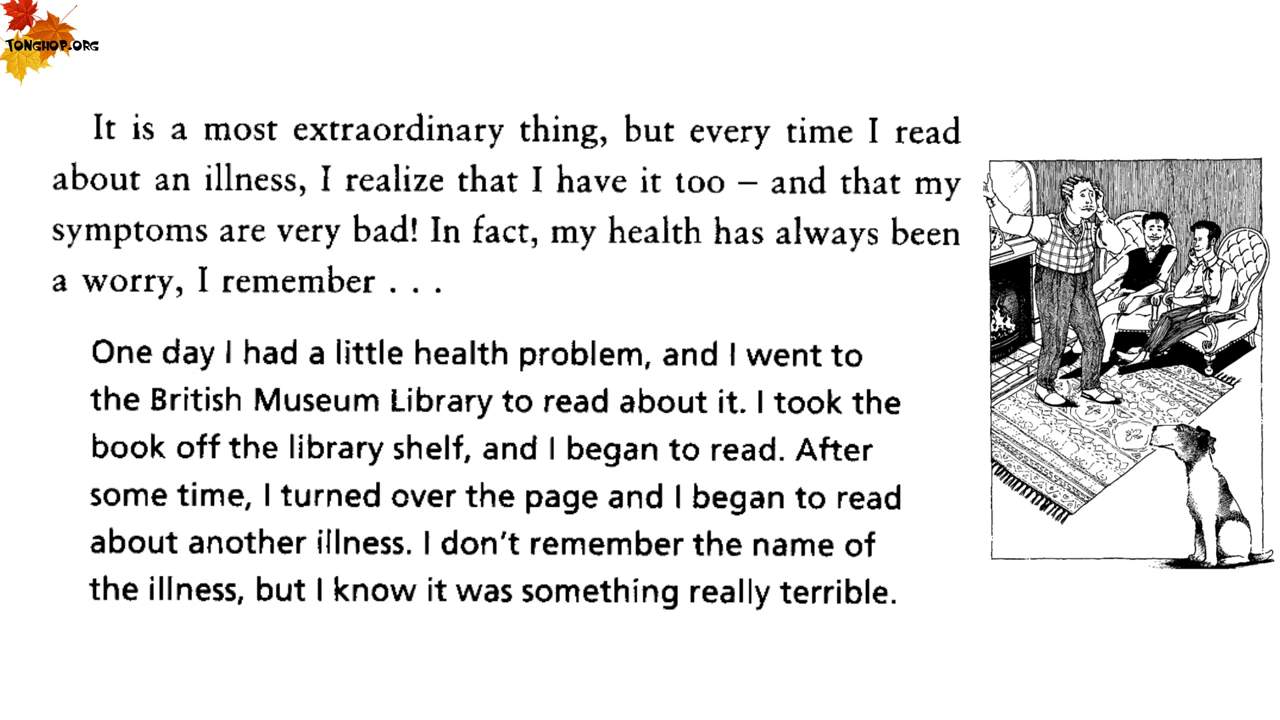 TONGHOP.ORG
It is a most extraordinary thing, but every time I read
about an illness, I realize that I have it too – and that my
symptoms are very bad! In fact, my health has always been
a worry, I remember . . .
One day I had a little health problem, and I went to
the British Museum Library to read about it. I took the
book off the library shelf, and I began to read. After
some time, I turned over the page and I began to read
about another illness. I don't remember the name of
the illness, but I know it was something really terrible.